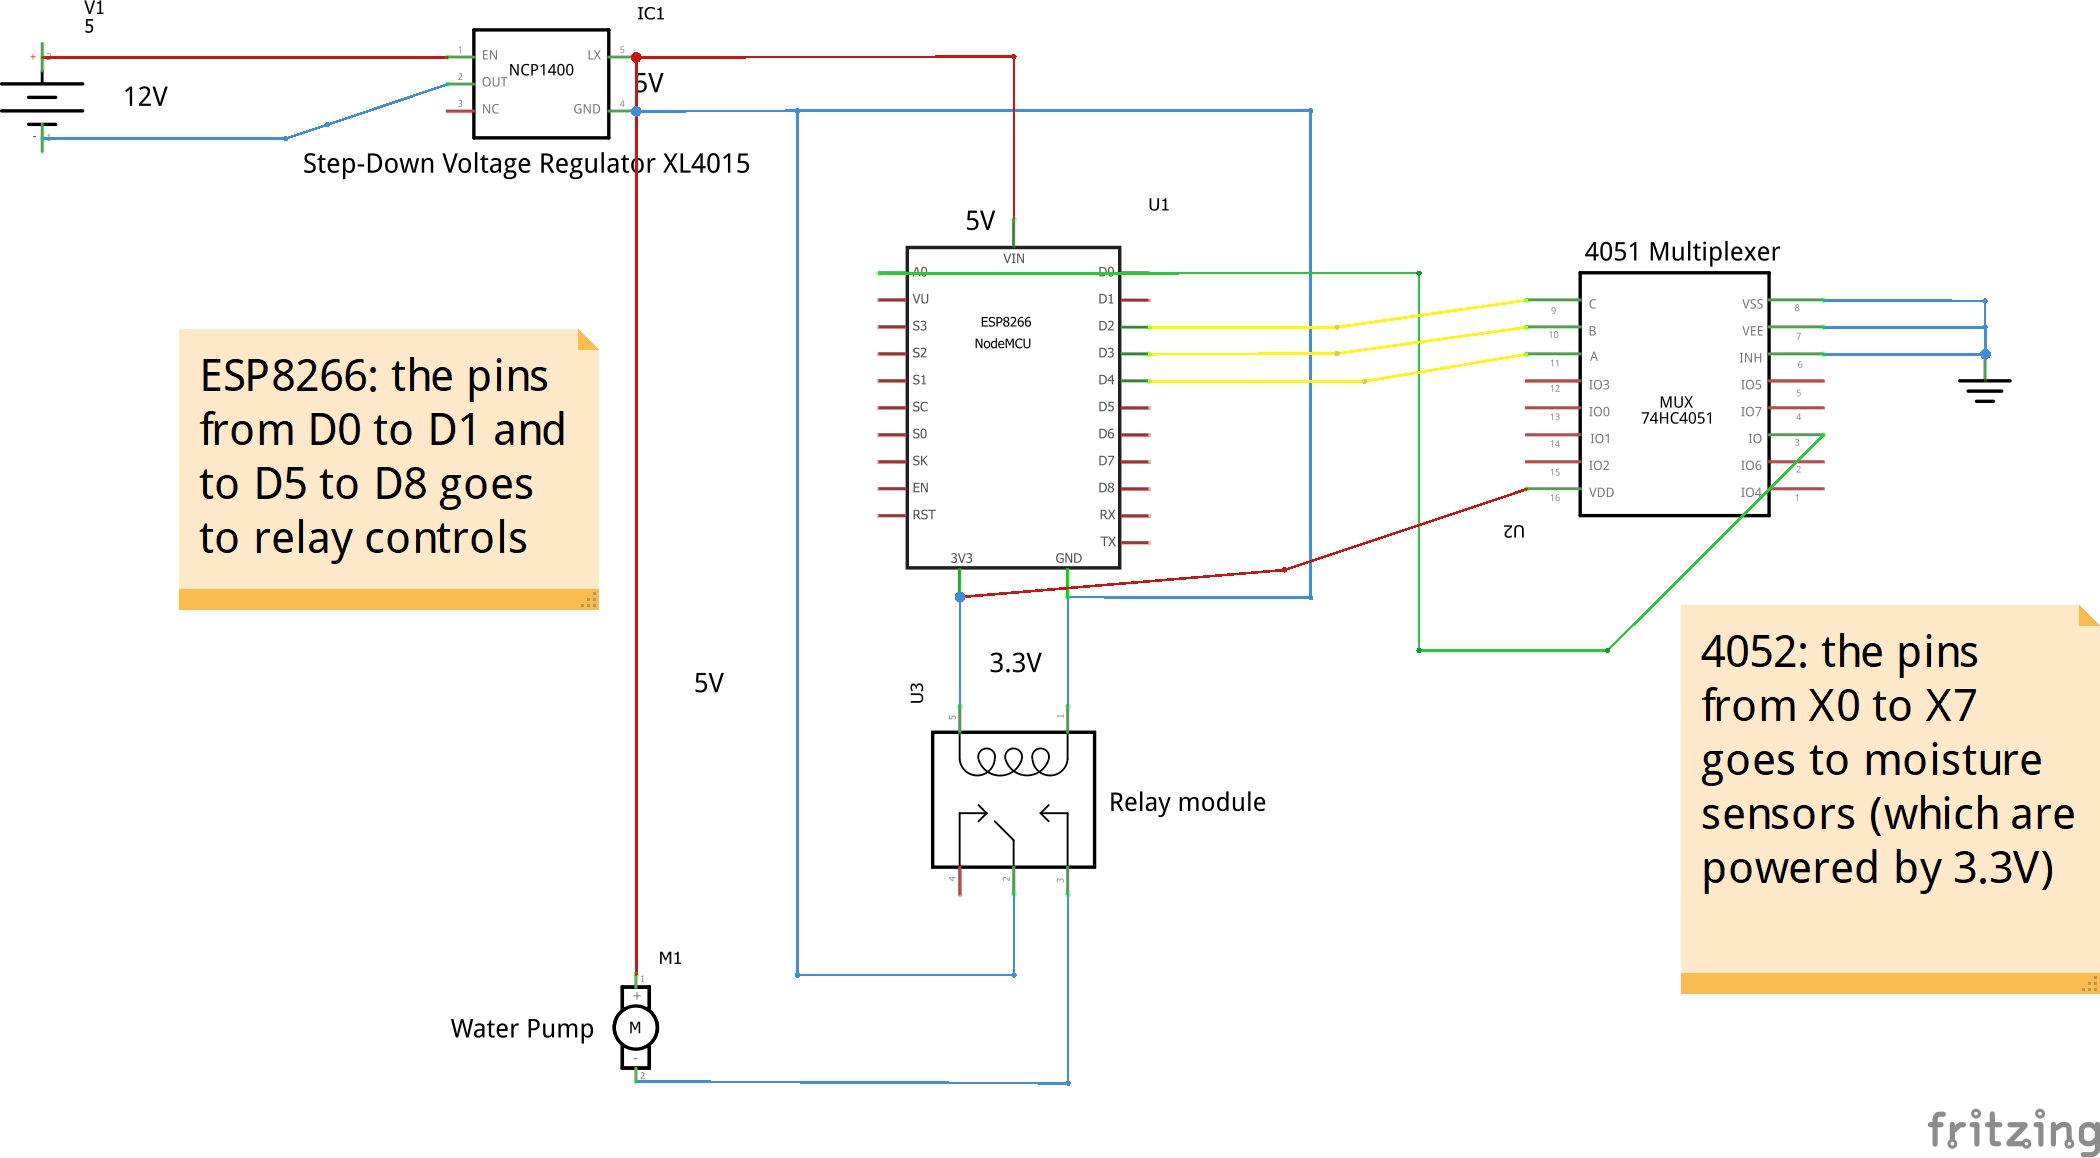 V1
5
12V
+
2
-
1
IC1
1
EN
2
OUT
3
NC
NCP1400
LX
5
GND
4
5V
Step-Down Voltage Regulator XL4015
5V
U1
VIN
A0
VU
S3
S2
S1
SC
S0
SK
EN
RST
ESP8266
NodeMCU
D0
D1
D2
D3
D4
D5
D6
D7
D8
RX
TX
3V3
GND
4051 Multiplexer
C
9
B
10
A
11
IO3
12
IO0
13
IO1
14
IO2
15
VDD
16
MUX
74HC4051
VSS
8
VEE
7
INH
6
IO5
5
IO7
4
IO
3
IO6
2
IO4
1
U2
ESP8266: the pins
from D0 to D1 and
to D5 to D8 goes
to relay controls
4052: the pins
from X0 to X7
goes to moisture
sensors (which are
powered by 3.3V)
3.3V
5V
U3
5
1
Relay module
4
2
3
M1
1
+
M
-
2
Water Pump
fritzing